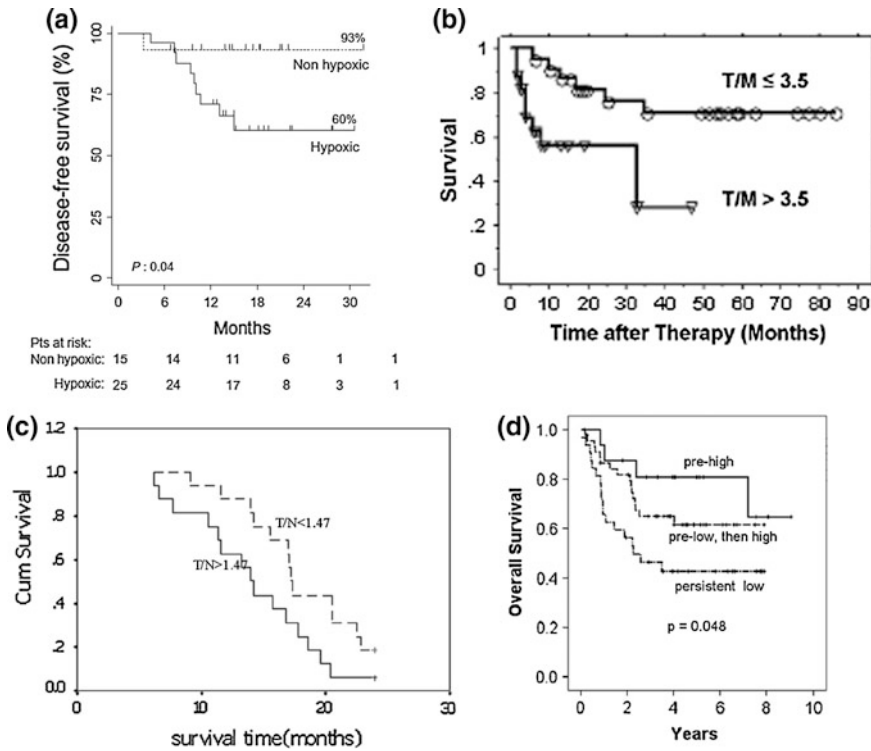 (a)
Disease-free survival (%)
100
75
50
25
0
93%
Non hypoxic
60%
Hypoxic
P : 0.04
0 6 12 18 24 30
Months
Pts at risk:
Non hypoxic: 15 14 11 6 1 1
Hypoxic: 25 24 17 8 3 1
(b)
Survival
1
.8
.6
.4
.2
0
T/M ≤ 3.5
T/M > 3.5
0 10 20 30 40 50 60 70 80 90
Time after Therapy (Months)
(c)
Cum Survival
1.2
1.0
.8
.6
.4
.2
0.0
T/N<1.47
T/N>1.47
0 10 20 30
survival time(months)
(d)
Overall Survival
1.0
0.8
0.6
0.4
0.2
0.0
pre-high
pre-low, then high
persistent low
p = 0.048
0 2 4 6 8 10
Years